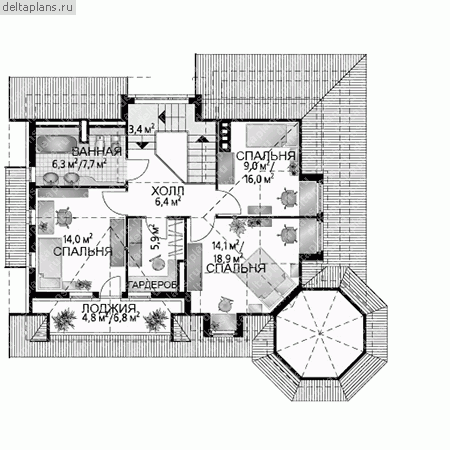 deltaplans.ru
3,4 м²
ВАННАЯ
6,3 м²/7,7 м²
СПАЛЬНЯ
9,0 м²/
16,0 м²
ХОЛЛ
6,4 м²
14,0 м²
СПАЛЬНЯ
5,9 м²
14,1 м²/
18,9 м²
СПАЛЬНЯ
ГАРДЕРОБ
ЛОДЖИЯ
4,8 м²/6,8 м²